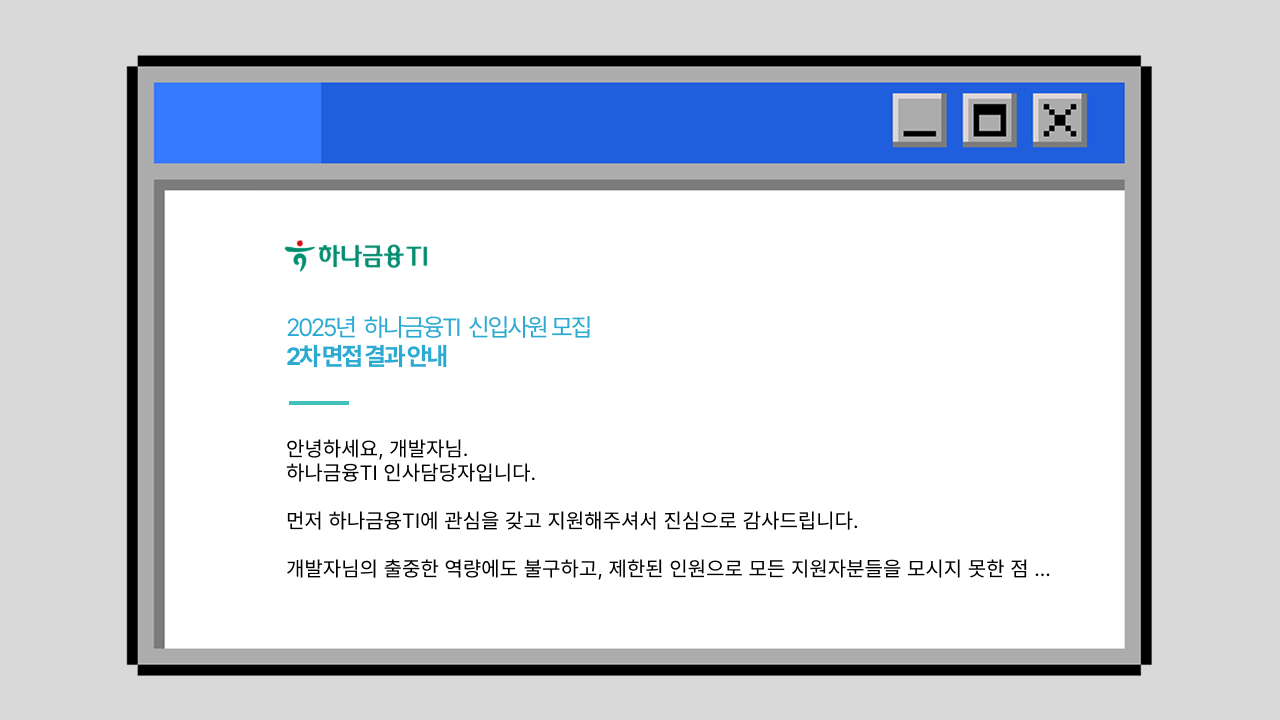 하나금융TI
2025년 하나금융TI 신입사원 모집
2차 면접 결과 안내
안녕하세요, 개발자님.
하나금융TI 인사담당자입니다.
먼저 하나금융TI에 관심을 갖고 지원해주셔서 진심으로 감사드립니다.
개발자님의 출중한 역량에도 불구하고, 제한된 인원으로 모든 지원자분들을 모시지 못한 점 ...